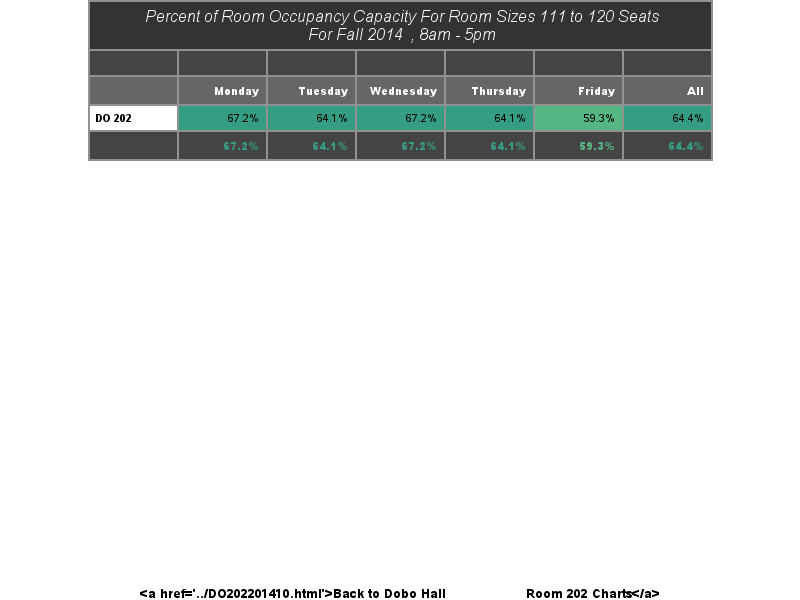 Percent of Room Occupancy Capacity For Room Sizes 111 to 120 Seats
For Fall 2014 , 8am - 5pm
Monday Tuesday Wednesday Thursday Friday All
DO 202 67.2% 64.1% 67.2% 64.1% 59.3% 64.4%
67.2% 64.1% 67.2% 64.1% 59.3% 64.4%
<a href='../DO202201410.html'>Back to Dobo Hall Room 202 Charts</a>